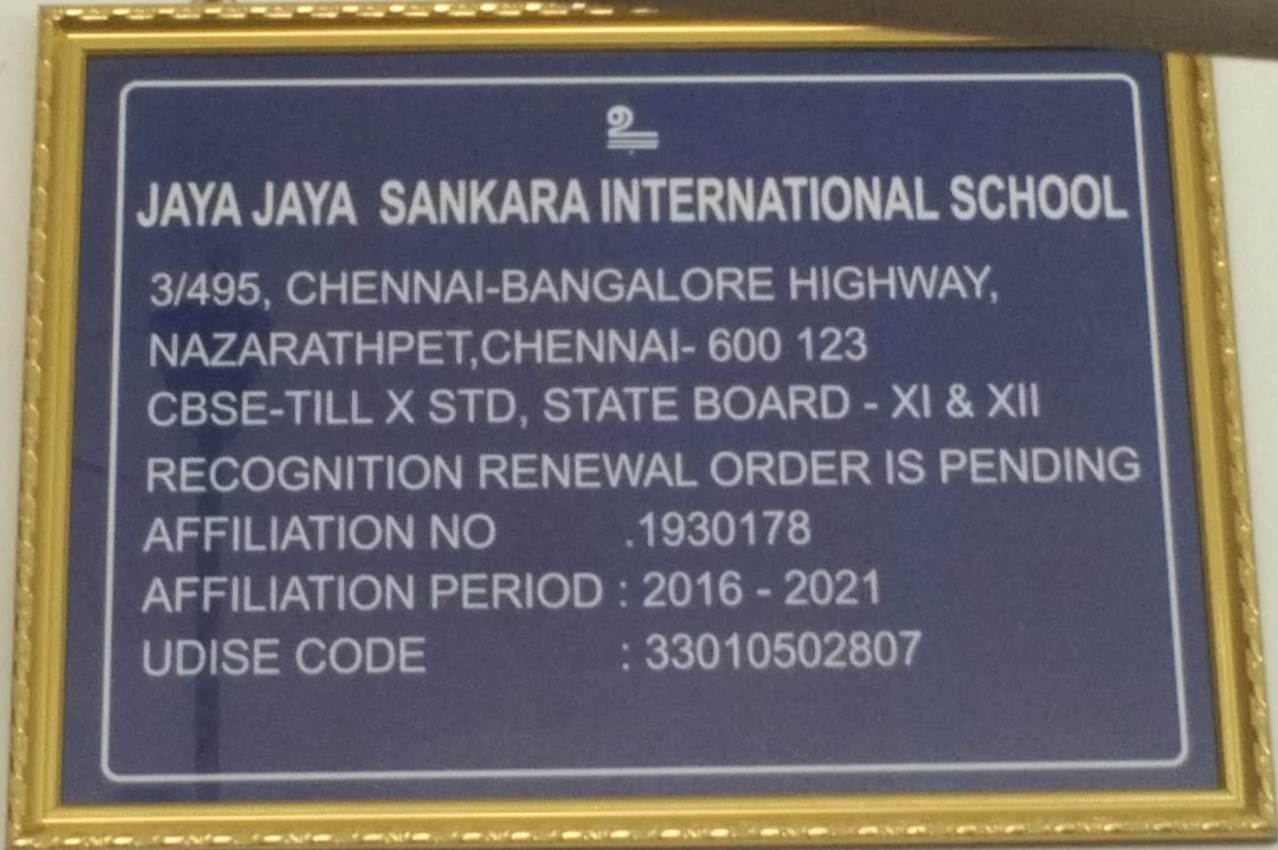 உ
JAYA JAYA SANKARA INTERNATIONAL SCHOOL
3/495, CHENNAI-BANGALORE HIGHWAY,
NAZARATHPET,CHENNAI- 600 123
CBSE-TILL X STD, STATE BOARD - XI & XII
RECOGNITION RENEWAL ORDER IS PENDING
AFFILIATION NO .1930178
AFFILIATION PERIOD : 2016 - 2021
UDISE CODE : 33010502807